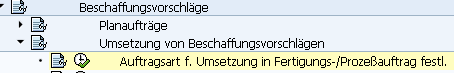 Beschaffungsvorschläge
Planaufträge
Umsetzung von Beschaffungsvorschlägen
Auftragsart f. Umsetzung in Fertigungs-/Prozeßauftrag festl.